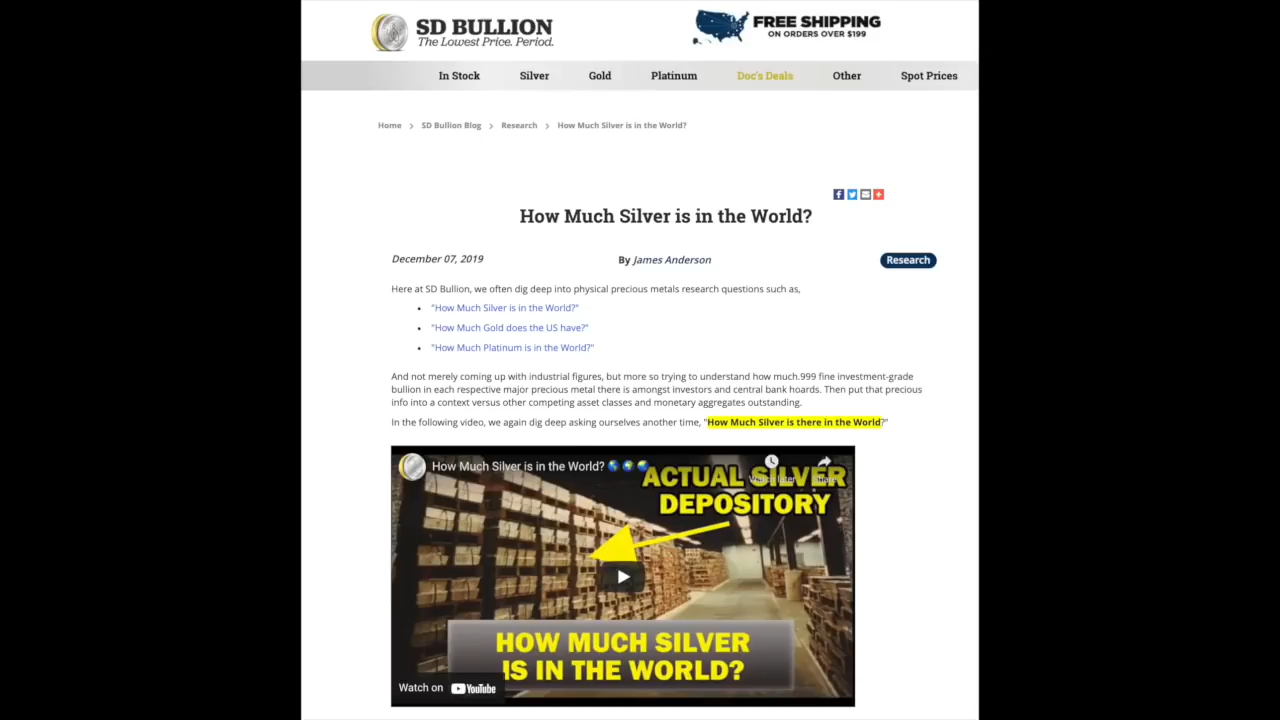 SD BULLION
The Lowest Price. Period.
FREE SHIPPING
ON ORDERS OVER $199
In Stock Silver Gold Platinum Doc's Deals Other Spot Prices
Home > SD Bullion Blog > Research > How Much Silver is in the World?
How Much Silver is in the World?
December 07, 2019 By James Anderson Research
Here at SD Bullion, we often dig deep into physical precious metals research questions such as,
• "How Much Silver is in the World?"
• "How Much Gold does the US have?"
• "How Much Platinum is in the World?"
And not merely coming up with industrial figures, but more so trying to understand how much.999 fine investment-grade
bullion in each respective major precious metal there is amongst investors and central bank hoards. Then put that precious
info into a context versus other competing asset classes and monetary aggregates outstanding.
In the following video, we again dig deep asking ourselves another time, "How Much Silver is there in the World?"
How Much Silver is in the World?
Watch later Share
ACTUAL SILVER
DEPOSITORY
HOW MUCH SILVER
IS IN THE WORLD?
Watch on YouTube